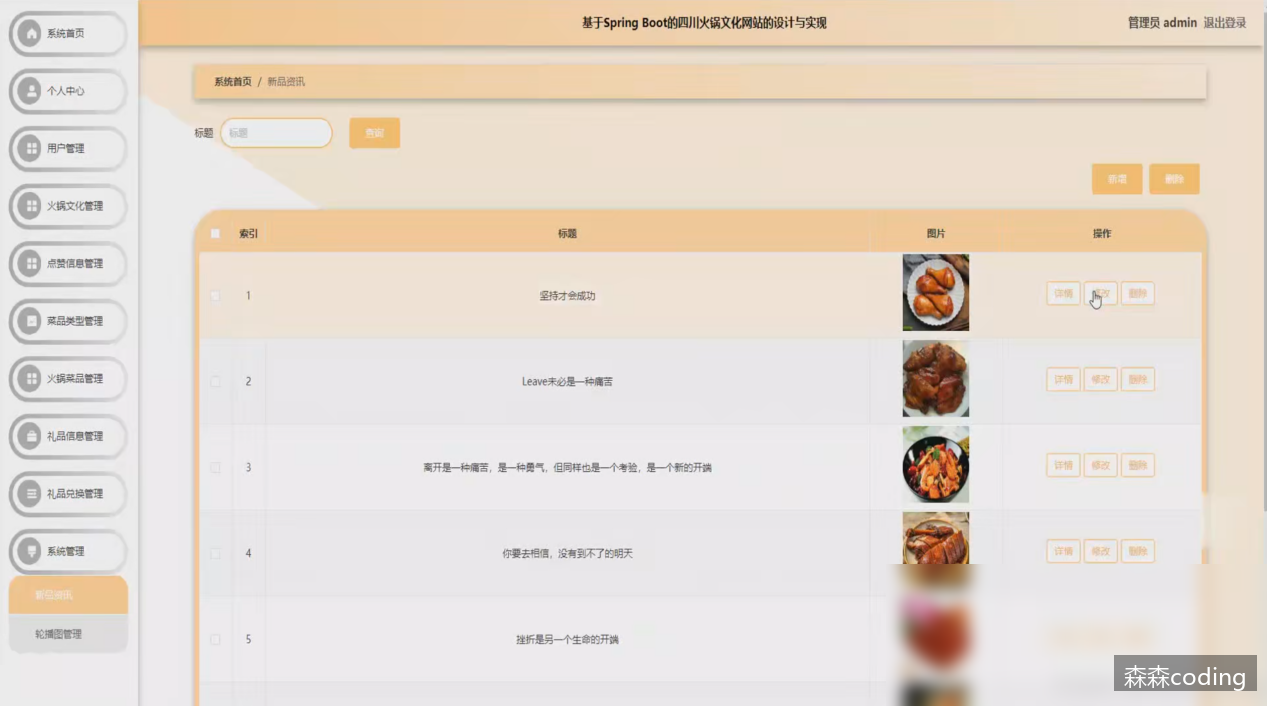 基于Spring Boot的四川火锅文化网站的设计与实现
管理员 admin 退出登录
系统首页
个人中心
用户管理
火锅文化管理
点赞信息管理
菜品类型管理
火锅菜品管理
礼品信息管理
礼品兑换管理
系统管理
新品资讯
轮播图管理
系统首页 / 新品资讯
标题 标题 查询
新增 删除
索引 标题 图片 操作
1 坚持才会成功 详情 修改 删除
2 Leave未必是一种痛苦 详情 修改 删除
3 离开是一种痛苦，是一种勇气，但同样也是一个考验，是一个新的开端 详情 修改 删除
4 你要去相信，没有到不了的明天 详情 修改 删除
5 挫折是另一个生命的开端
森森coding